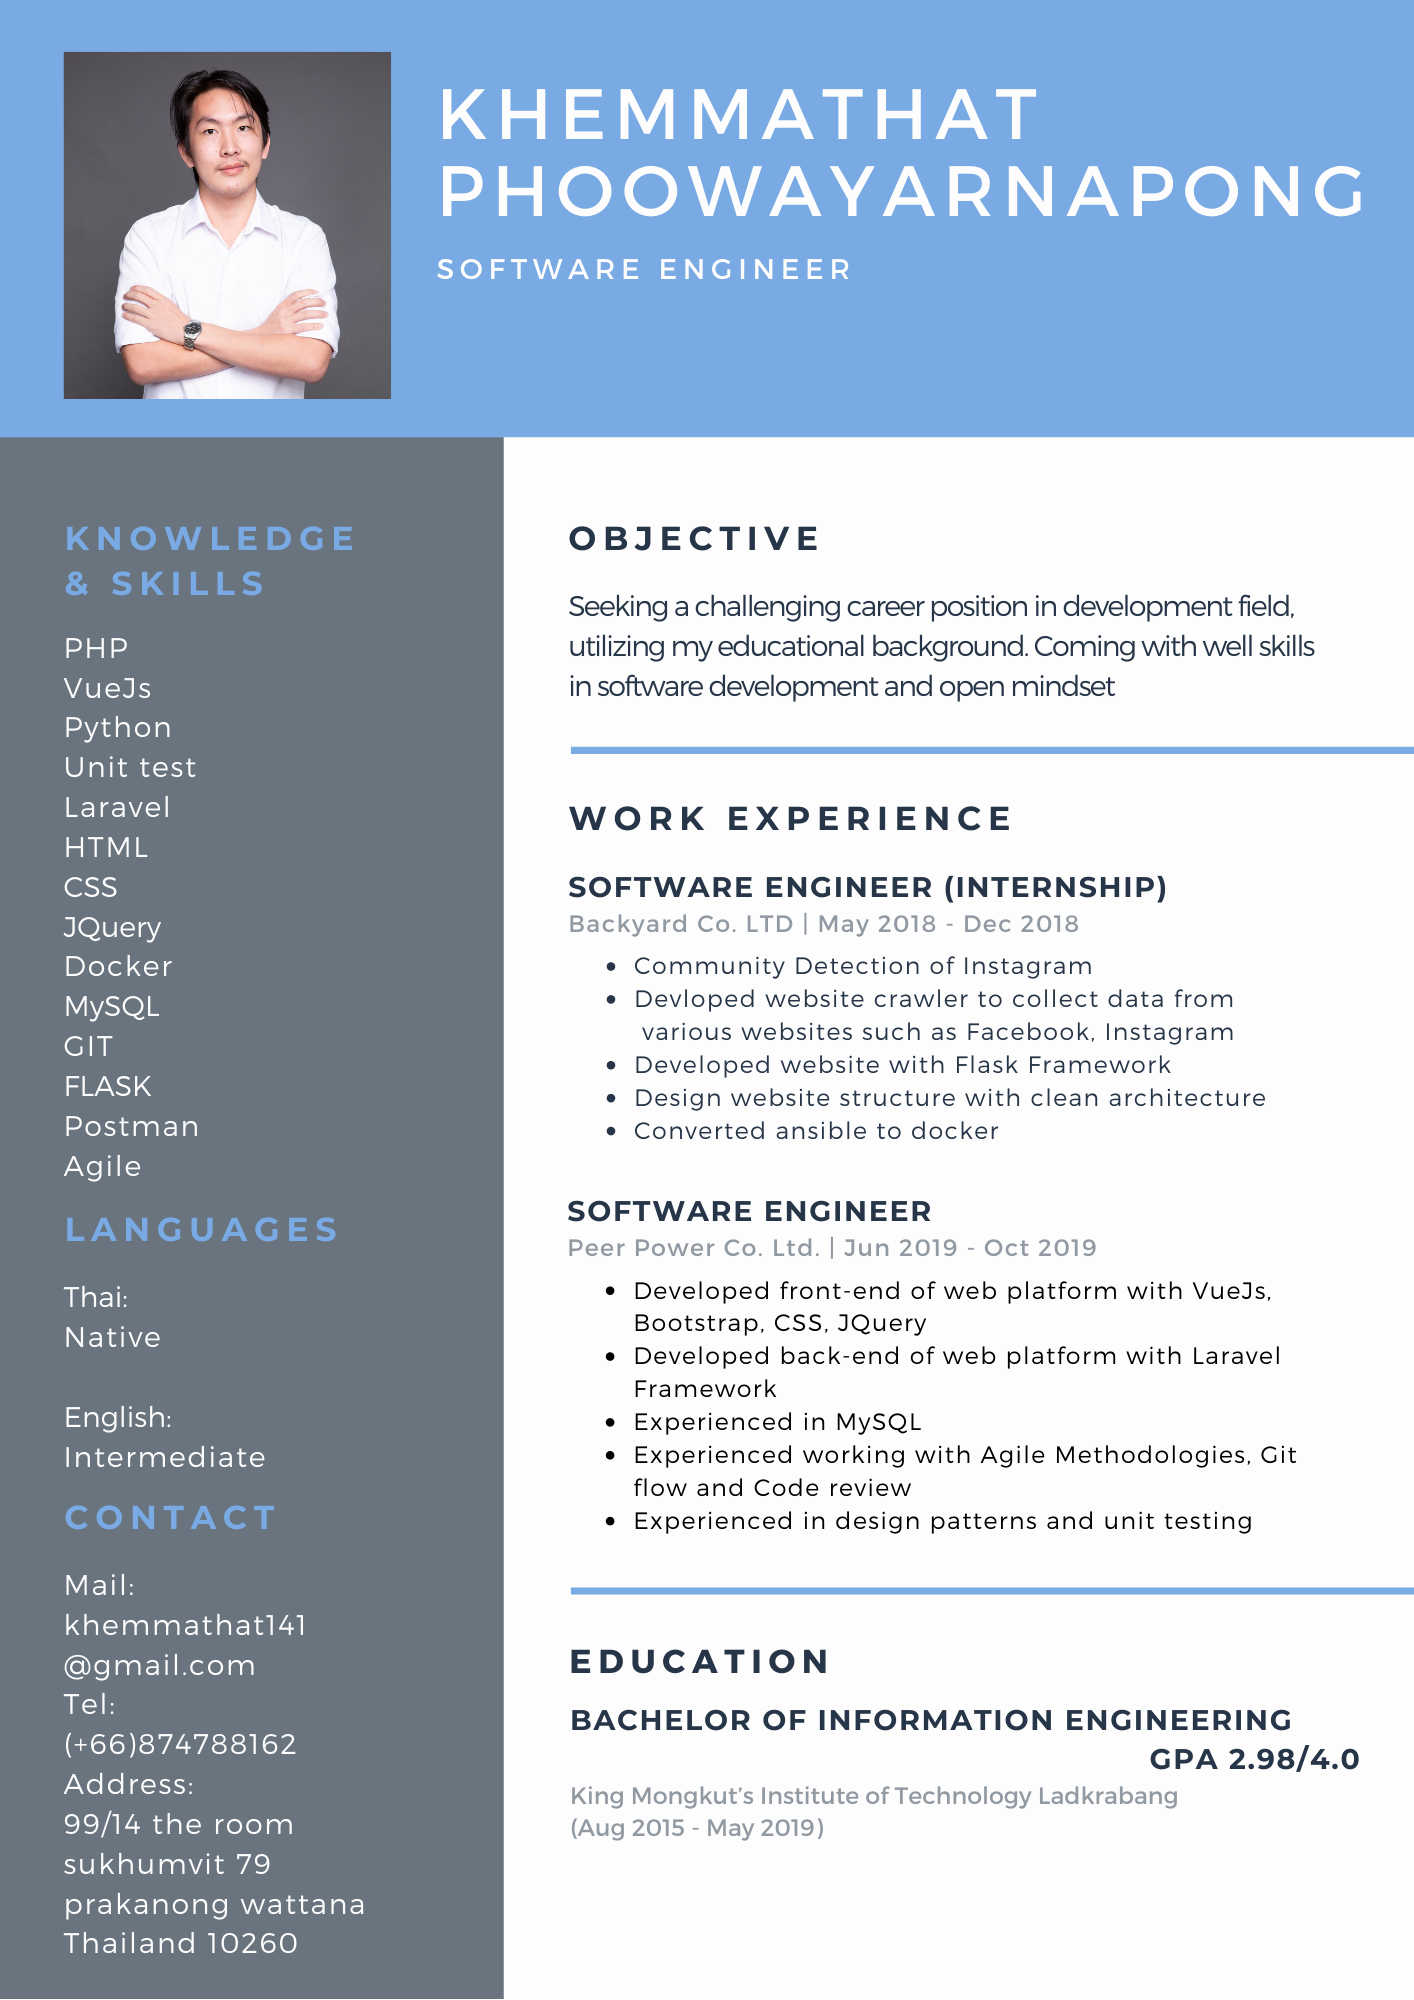 KHEMMATHAT
PHOOWAYARNAPONG
SOFTWARE ENGINEER
KNOWLEDGE
& SKILLS
PHP
VueJs
Python
Unit test
Laravel
HTML
CSS
JQuery
Docker
MySQL
GIT
FLASK
Postman
Agile
LANGUAGES
Thai:
Native
English:
Intermediate
CONTACT
Mail:
khemmathat141
@gmail.com
Tel:
(+66)874788162
Address:
99/14 the room
sukhumvit 79
prakanong wattana
Thailand 10260
OBJECTIVE
Seeking a challenging career position in development field,
utilizing my educational background. Coming with well skills
in software development and open mindset
WORK EXPERIENCE
SOFTWARE ENGINEER (INTERNSHIP)
Backyard Co. LTD | May 2018 - Dec 2018
• Community Detection of Instagram
• Devloped website crawler to collect data from
various websites such as Facebook, Instagram
• Developed website with Flask Framework
• Design website structure with clean architecture
• Converted ansible to docker
SOFTWARE ENGINEER
Peer Power Co. Ltd. | Jun 2019 - Oct 2019
• Developed front-end of web platform with VueJs,
Bootstrap, CSS, JQuery
• Developed back-end of web platform with Laravel
Framework
• Experienced in MySQL
• Experienced working with Agile Methodologies, Git
flow and Code review
• Experienced in design patterns and unit testing
EDUCATION
BACHELOR OF INFORMATION ENGINEERING
GPA 2.98/4.0
King Mongkut's Institute of Technology Ladkrabang
(Aug 2015 - May 2019)